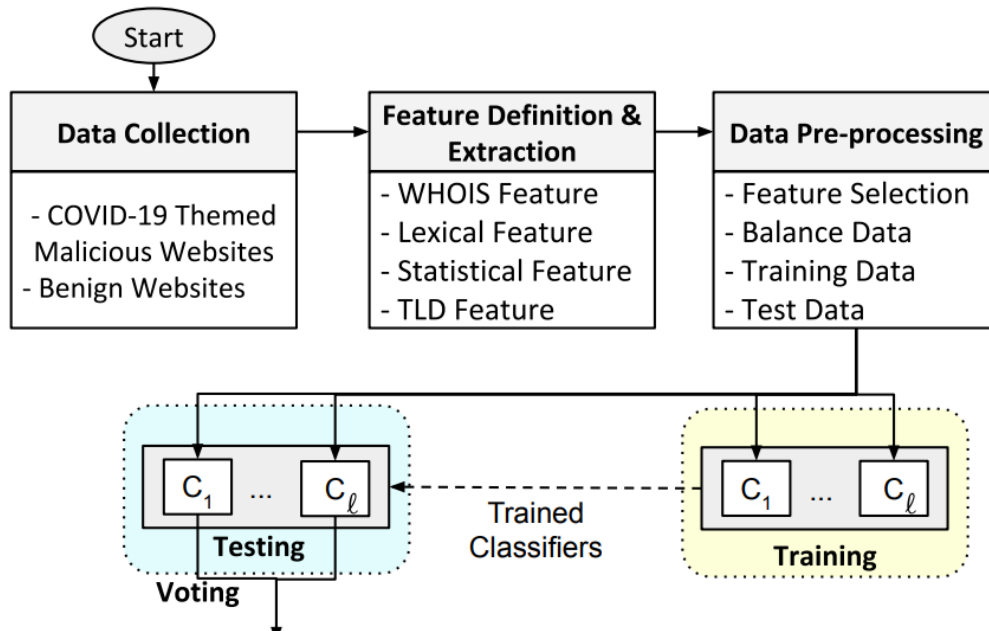 Start
Data Collection
- COVID-19 Themed
Malicious Websites
- Benign Websites
Feature Definition &
Extraction
- WHOIS Feature
- Lexical Feature
- Statistical Feature
- TLD Feature
Data Pre-processing
- Feature Selection
- Balance Data
- Training Data
- Test Data
C₁ ... Cℓ
Testing
Voting
Trained
Classifiers
C₁ ... Cℓ
Training